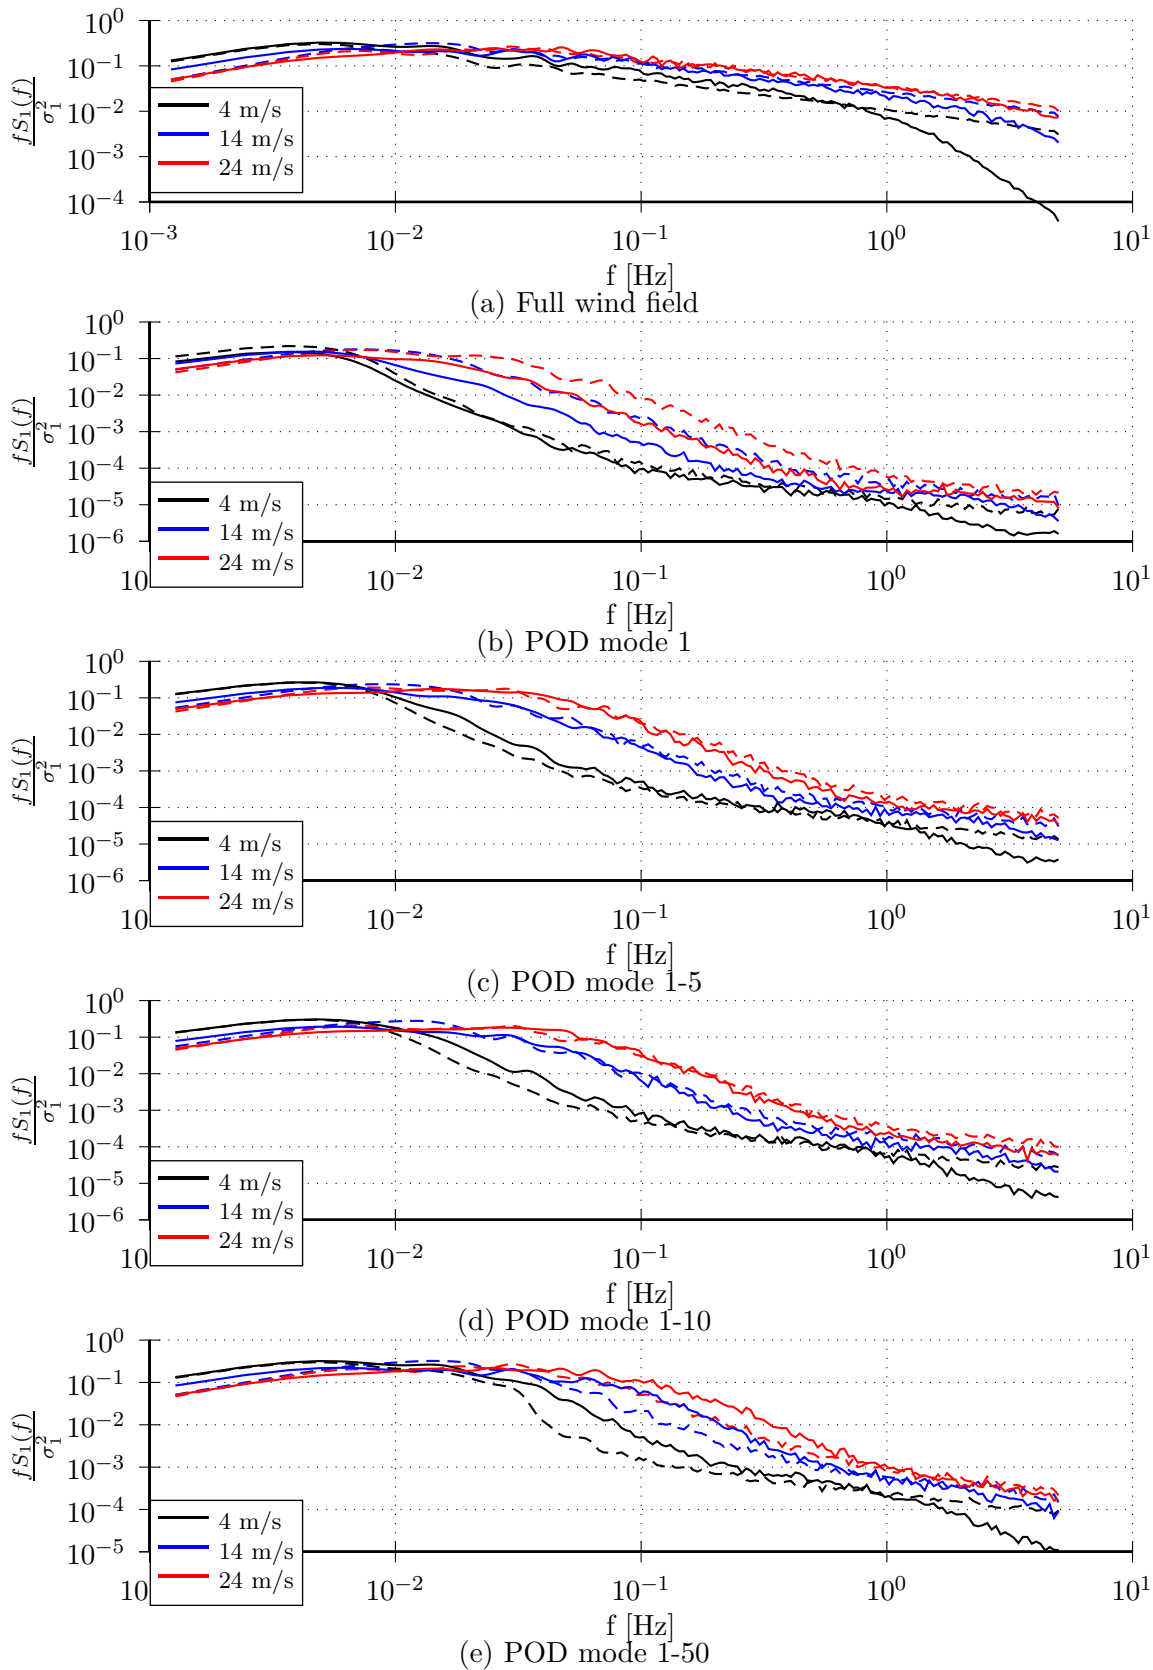 10^0
10^−1
10^−2
10^−3
10^−4
fS_1(f)/σ_1^2
4 m/s
14 m/s
24 m/s
10^−3 10^−2 10^−1 10^0 10^1
f [Hz]
(a) Full wind field
10^0
10^−1
10^−2
10^−3
10^−4
10^−5
10^−6
fS_1(f)/σ_1^2
4 m/s
14 m/s
24 m/s
10 10^−2 10^−1 10^0 10^1
f [Hz]
(b) POD mode 1
10^0
10^−1
10^−2
10^−3
10^−4
10^−5
10^−6
fS_1(f)/σ_1^2
4 m/s
14 m/s
24 m/s
10 10^−2 10^−1 10^0 10^1
f [Hz]
(c) POD mode 1-5
10^0
10^−1
10^−2
10^−3
10^−4
10^−5
10^−6
fS_1(f)/σ_1^2
4 m/s
14 m/s
24 m/s
10 10^−2 10^−1 10^0 10^1
f [Hz]
(d) POD mode 1-10
10^0
10^−1
10^−2
10^−3
10^−4
10^−5
fS_1(f)/σ_1^2
4 m/s
14 m/s
24 m/s
10 10^−2 10^−1 10^0 10^1
f [Hz]
(e) POD mode 1-50